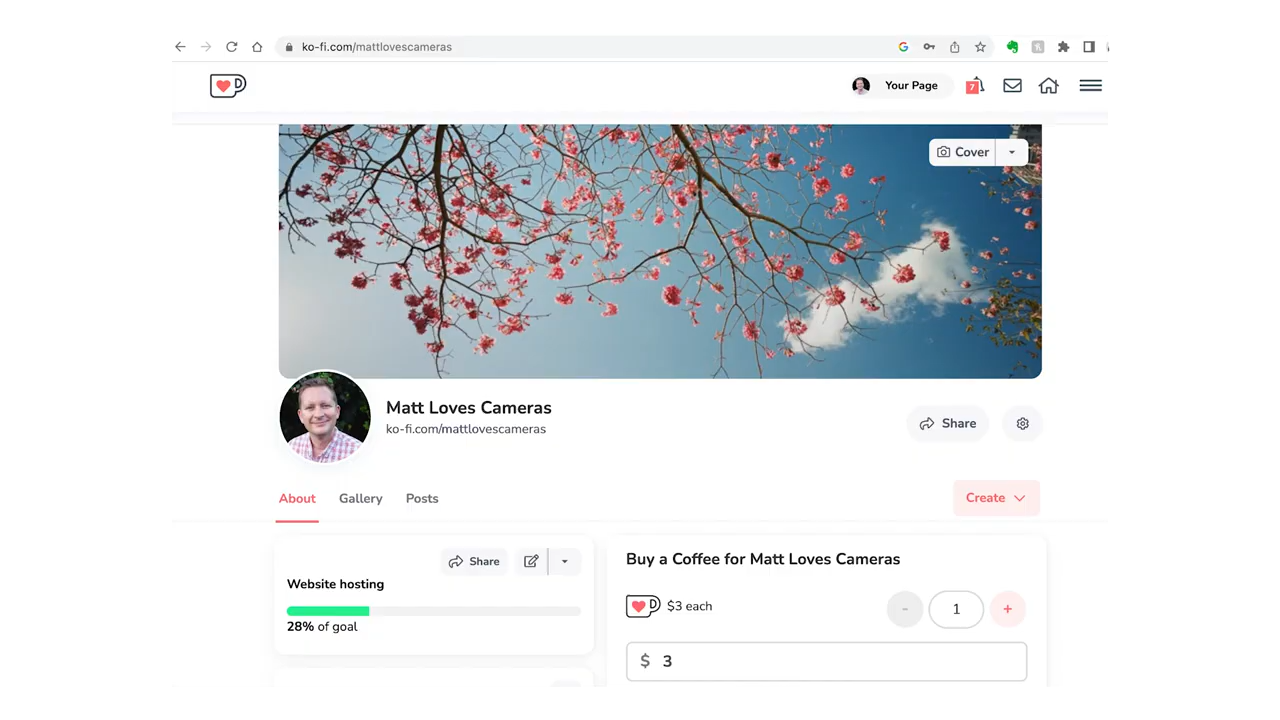 ko-fi.com/mattlovescameras
Your Page
7
Cover
Matt Loves Cameras
ko-fi.com/mattlovescameras
Share
About Gallery Posts
Create
Share
Website hosting
28% of goal
Buy a Coffee for Matt Loves Cameras
$3 each
- 1 +
$ 3